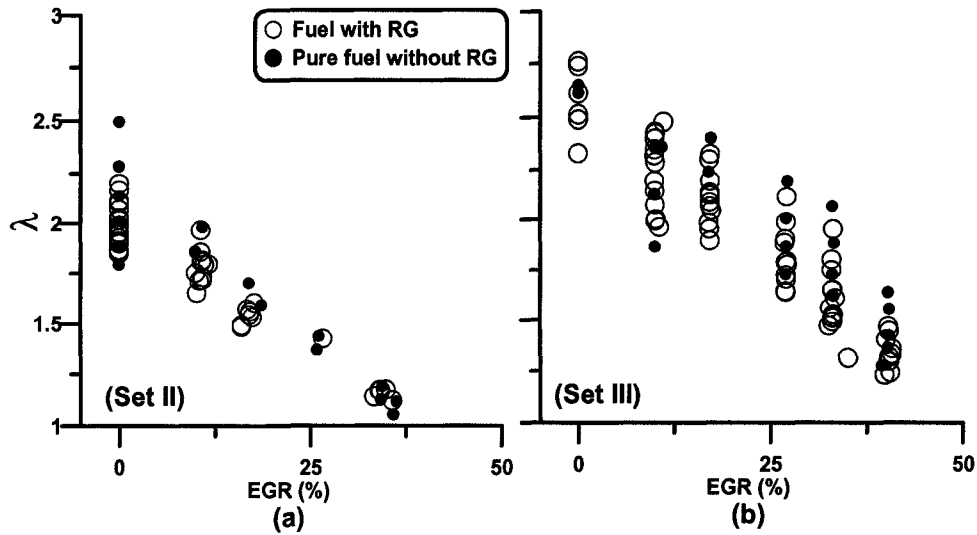 3
2.5
2
1.5
1
λ
Fuel with RG
Pure fuel without RG
(Set II)
0
25
50
EGR (%)
(a)
(Set III)
0
25
50
EGR (%)
(b)